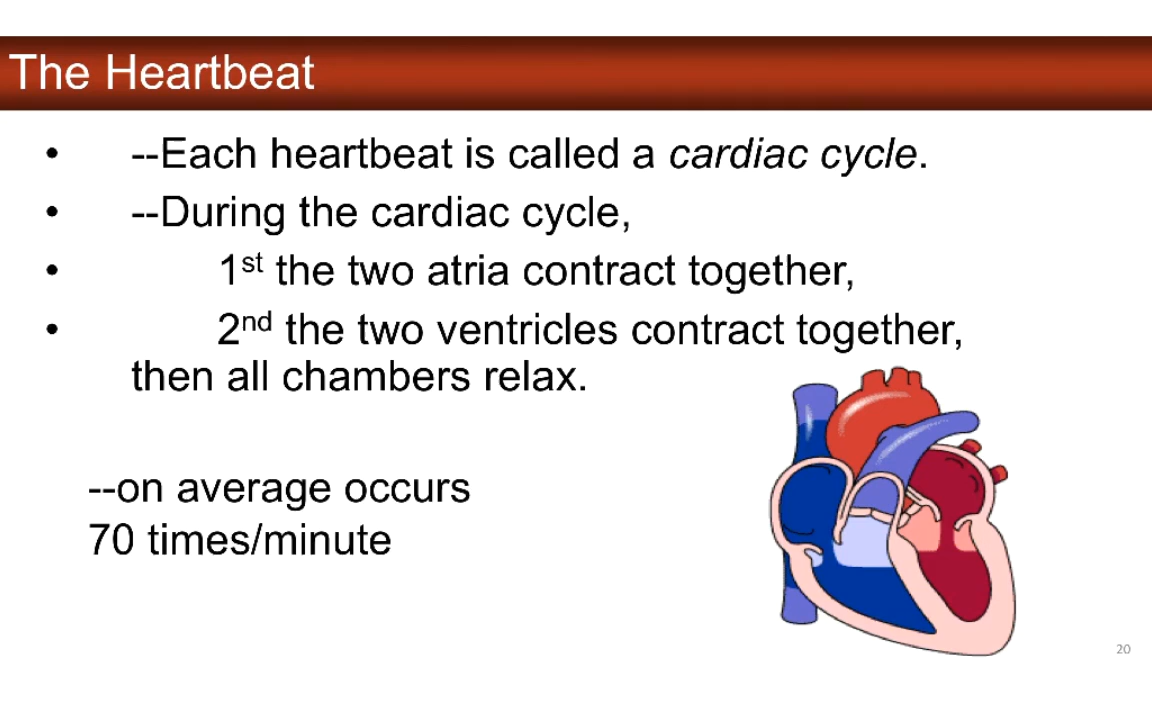 The Heartbeat
• --Each heartbeat is called a cardiac cycle.
• --During the cardiac cycle,
• 1st the two atria contract together,
• 2nd the two ventricles contract together,
then all chambers relax.
--on average occurs
70 times/minute
20